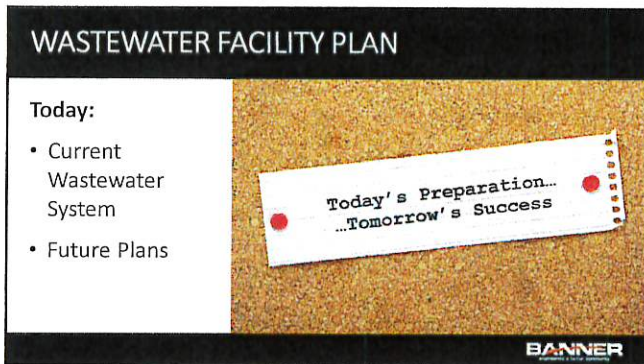 WASTEWATER FACILITY PLAN
Today:
• Current
Wastewater
System
• Future Plans
Today's Preparation…
…Tomorrow's Success
BANNER